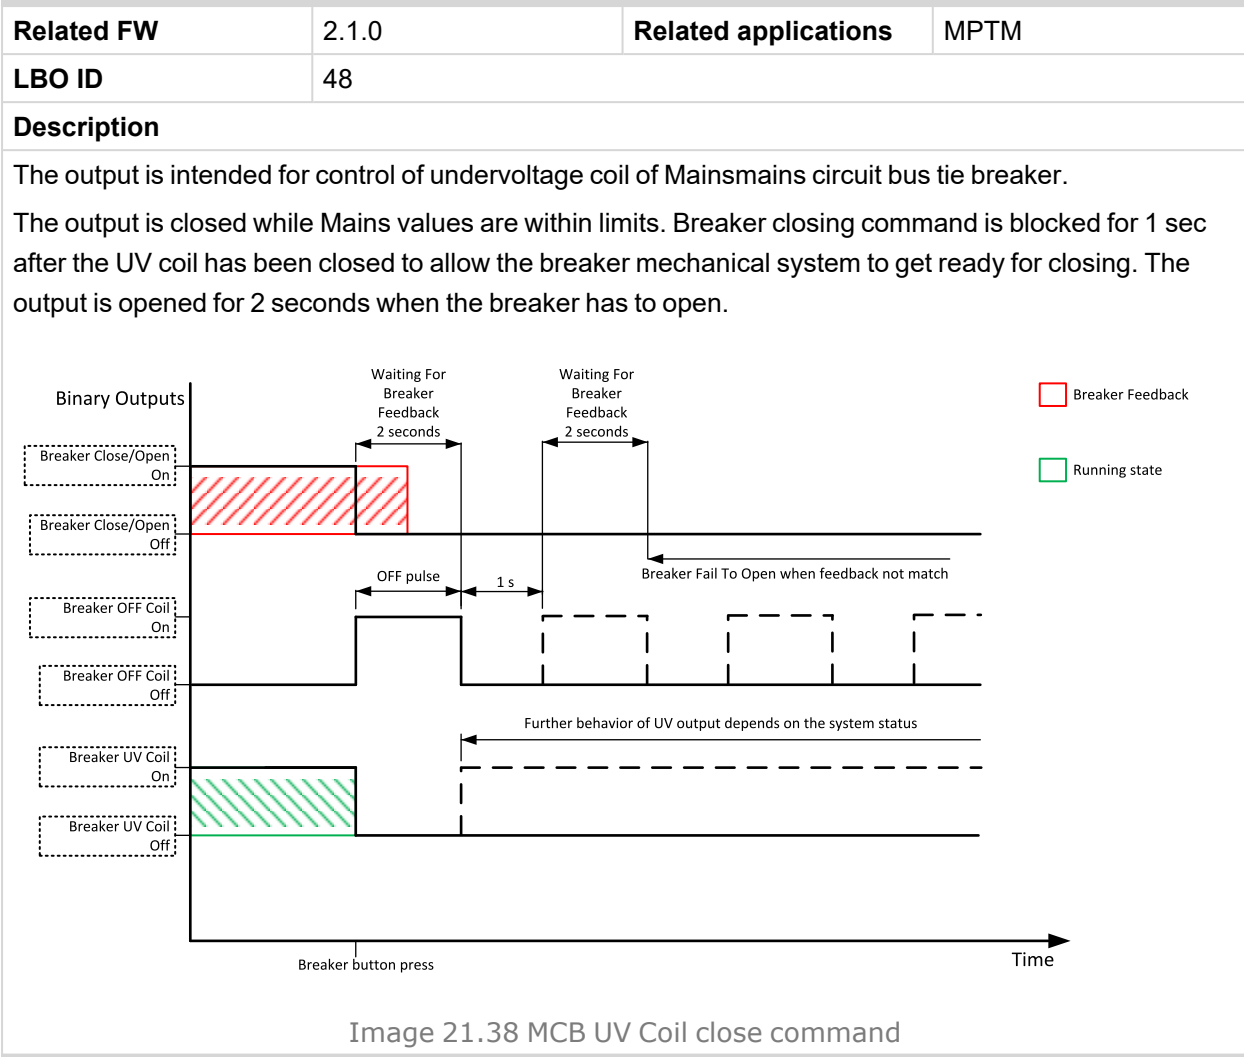 Related FW 2.1.0 Related applications MPTM
LBO ID 48
Description
The output is intended for control of undervoltage coil of Mainsmains circuit bus tie breaker.
The output is closed while Mains values are within limits. Breaker closing command is blocked for 1 sec
after the UV coil has been closed to allow the breaker mechanical system to get ready for closing. The
output is opened for 2 seconds when the breaker has to open.
Binary Outputs
Waiting For
Breaker
Feedback
2 seconds
Waiting For
Breaker
Feedback
2 seconds
Breaker Feedback
Running state
Breaker Close/Open
On
Breaker Close/Open
Off
Breaker Fail To Open when feedback not match
OFF pulse
1 s
Breaker OFF Coil
On
Breaker OFF Coil
Off
Further behavior of UV output depends on the system status
Breaker UV Coil
On
Breaker UV Coil
Off
Breaker button press
Time
Image 21.38 MCB UV Coil close command